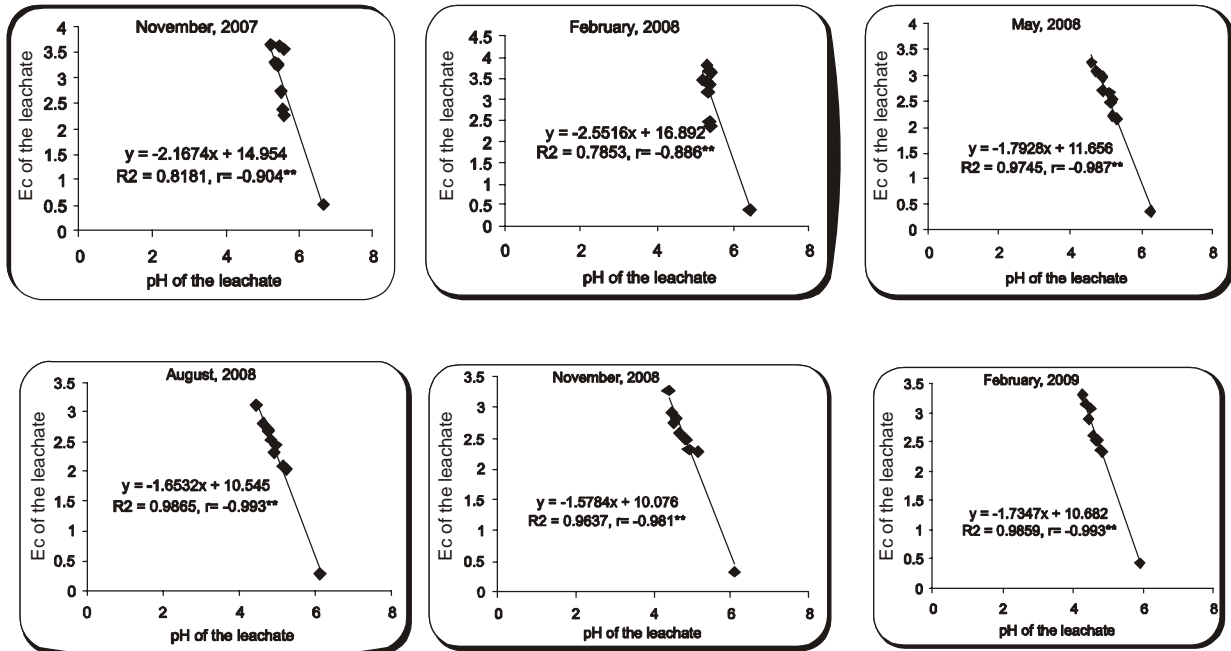 November, 2007
Ec of the leachate
4
3.5
3
2.5
2
1.5
1
0.5
0
y = -2.1674x + 14.954
R2 = 0.8181, r= -0.904**
0 2 4 6 8
pH of the leachate
February, 2008
Ec of the leachate
4.5
4
3.5
3
2.5
2
1.5
1
0.5
0
y = -2.5516x + 16.892
R2 = 0.7853, r= -0.886**
0 2 4 6 8
pH of the leachate
May, 2008
Ec of the leachate
4
3.5
3
2.5
2
1.5
1
0.5
0
y = -1.7928x + 11.656
R2 = 0.9745, r= -0.987**
0 2 4 6 8
pH of the leachate
August, 2008
Ec of the leachate
3.5
3
2.5
2
1.5
1
0.5
0
y = -1.6532x + 10.545
R2 = 0.9865, r= -0.993**
0 2 4 6 8
pH of the leachate
November, 2008
Ec of the leachate
3.5
3
2.5
2
1.5
1
0.5
0
y = -1.5784x + 10.076
R2 = 0.9637, r= -0.981**
0 2 4 6 8
pH of the leachate
February, 2009
Ec of the leachate
3.5
3
2.5
2
1.5
1
0.5
0
y = -1.7347x + 10.682
R2 = 0.9859, r= -0.993**
0 2 4 6 8
pH of the leachate